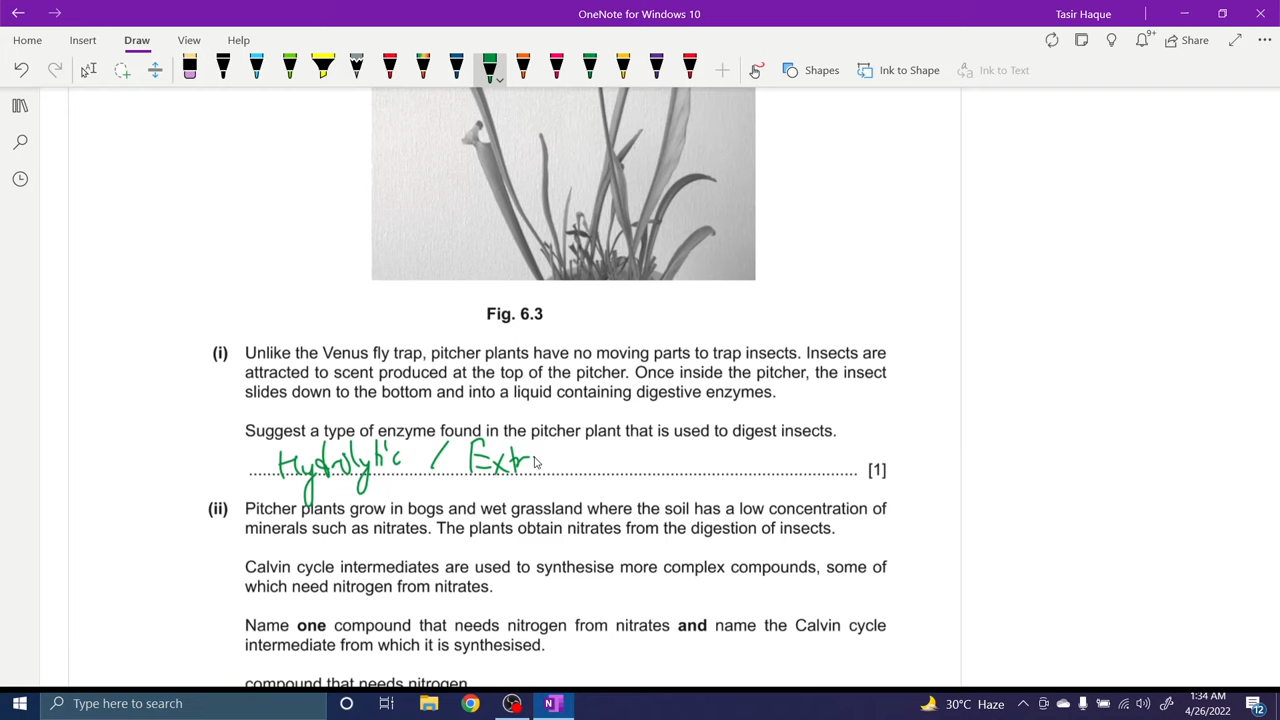 OneNote for Windows 10
Tasir Haque
Home Insert Draw View Help
Share
Shapes Ink to Shape Ink to Text
Fig. 6.3
(i) Unlike the Venus fly trap, pitcher plants have no moving parts to trap insects. Insects are
attracted to scent produced at the top of the pitcher. Once inside the pitcher, the insect
slides down to the bottom and into a liquid containing digestive enzymes.
Suggest a type of enzyme found in the pitcher plant that is used to digest insects.
Hydrolytic / Extr
[1]
(ii) Pitcher plants grow in bogs and wet grassland where the soil has a low concentration of
minerals such as nitrates. The plants obtain nitrates from the digestion of insects.
Calvin cycle intermediates are used to synthesise more complex compounds, some of
which need nitrogen from nitrates.
Name one compound that needs nitrogen from nitrates and name the Calvin cycle
intermediate from which it is synthesised.
compound that needs nitrogen
Type here to search
30°C Haze
1:34 AM
4/26/2022
12